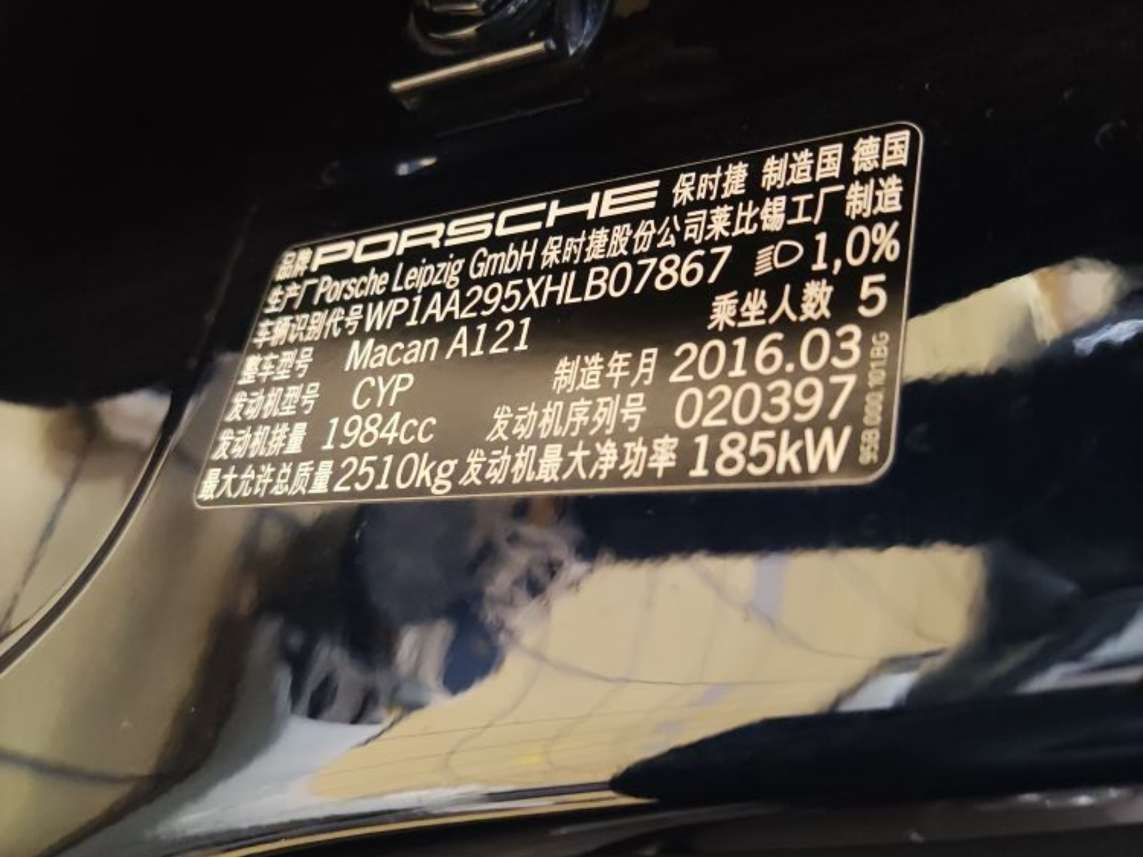 品牌 PORSCHE 保时捷 制造国 德国
生产厂 Porsche Leipzig GmbH 保时捷股份公司莱比锡工厂制造
车辆识别代号 WP1AA295XHLB07867 1,0%
整车型号 Macan A121 乘坐人数 5
发动机型号 CYP 制造年月 2016.03
发动机排量 1984cc 发动机序列号 020397
最大允许总质量 2510kg 发动机最大净功率 185kW
95B.000.101.BG